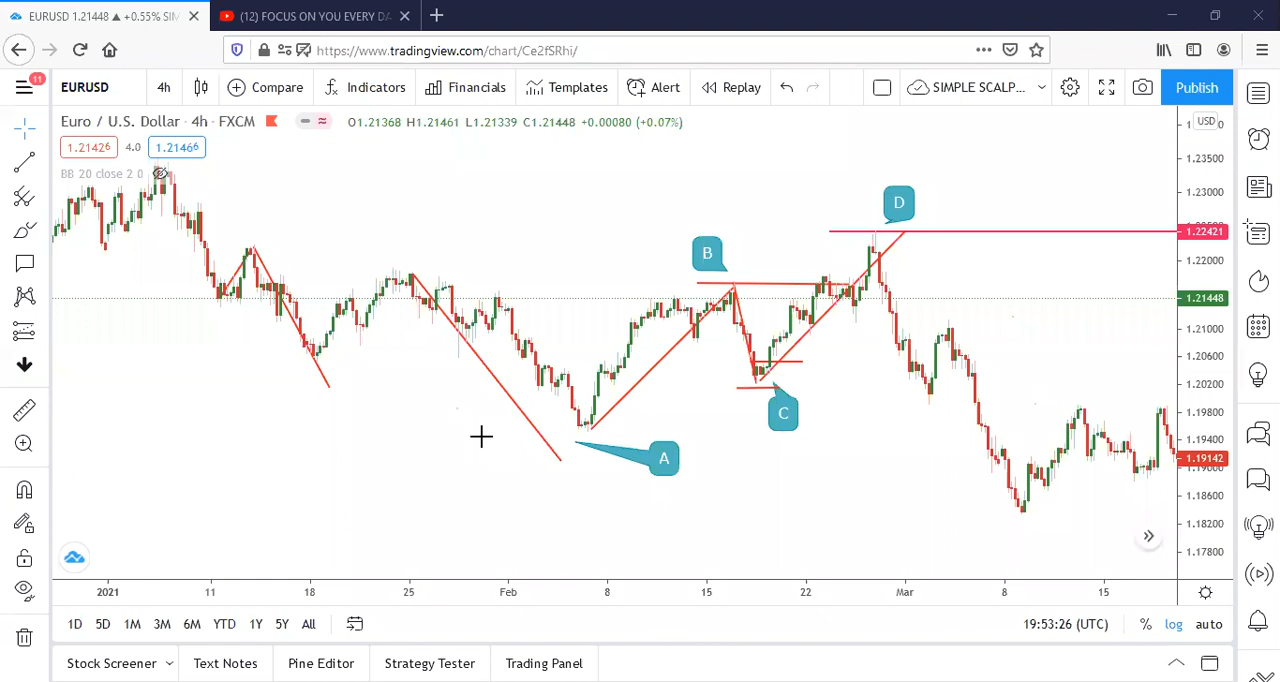 EURUSD 1.21448 ▲ +0.55% SIM
(12) FOCUS ON YOU EVERY DA
https://www.tradingview.com/chart/Ce2fSRhi/
11
EURUSD 4h Compare Indicators Financials Templates Alert Replay SIMPLE SCALP... Publish
Euro / U.S. Dollar · 4h · FXCM O1.21368 H1.21461 L1.21339 C1.21448 +0.00080 (+0.07%)
USD
1.21426 4.0 1.21466
BB 20 close 2 0
1.23500
1.23000
D
1.22421
B
1.22000
1.21448
1.21000
1.20600
1.20200
C
1.19800
1.19400
A
1.19142
1.19000
1.18600
1.18200
1.17800
2021 11 18 25 Feb 8 15 22 Mar 8 15
1D 5D 1M 3M 6M YTD 1Y 5Y All 19:53:26 (UTC) % log auto
Stock Screener Text Notes Pine Editor Strategy Tester Trading Panel